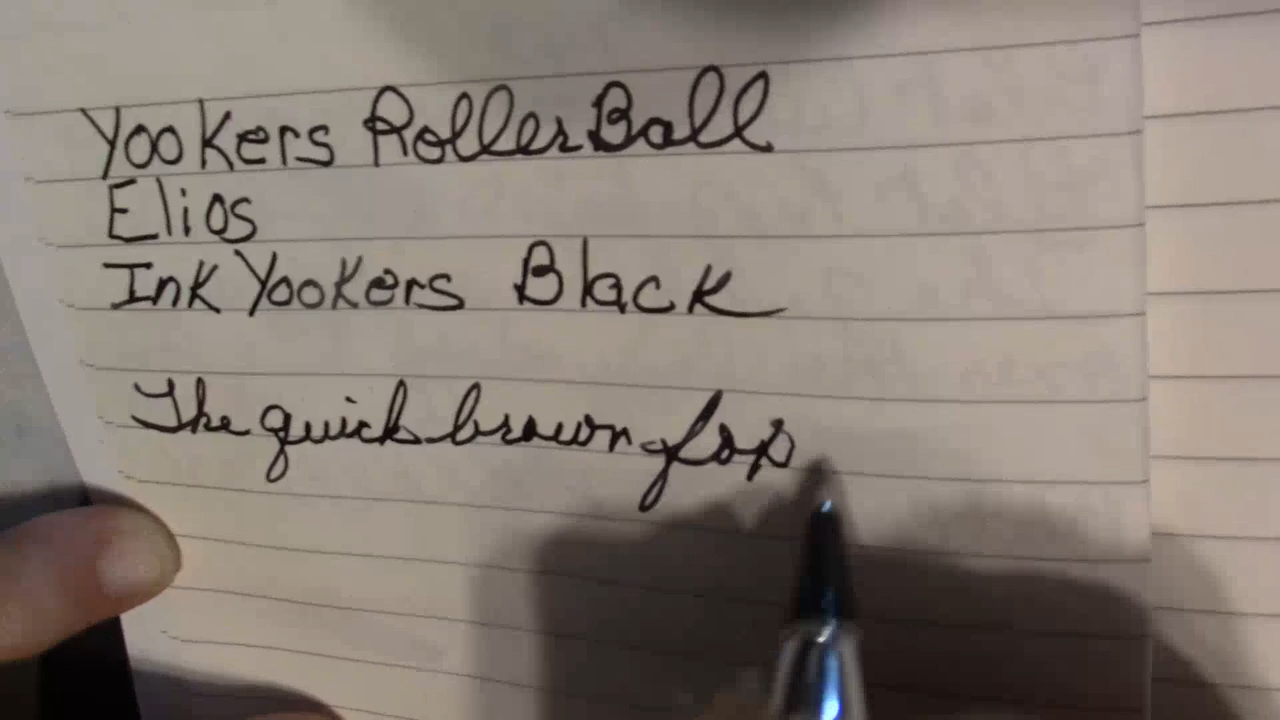 Yookers RollerBall
Elios
Ink Yookers Black
The quick brown fox